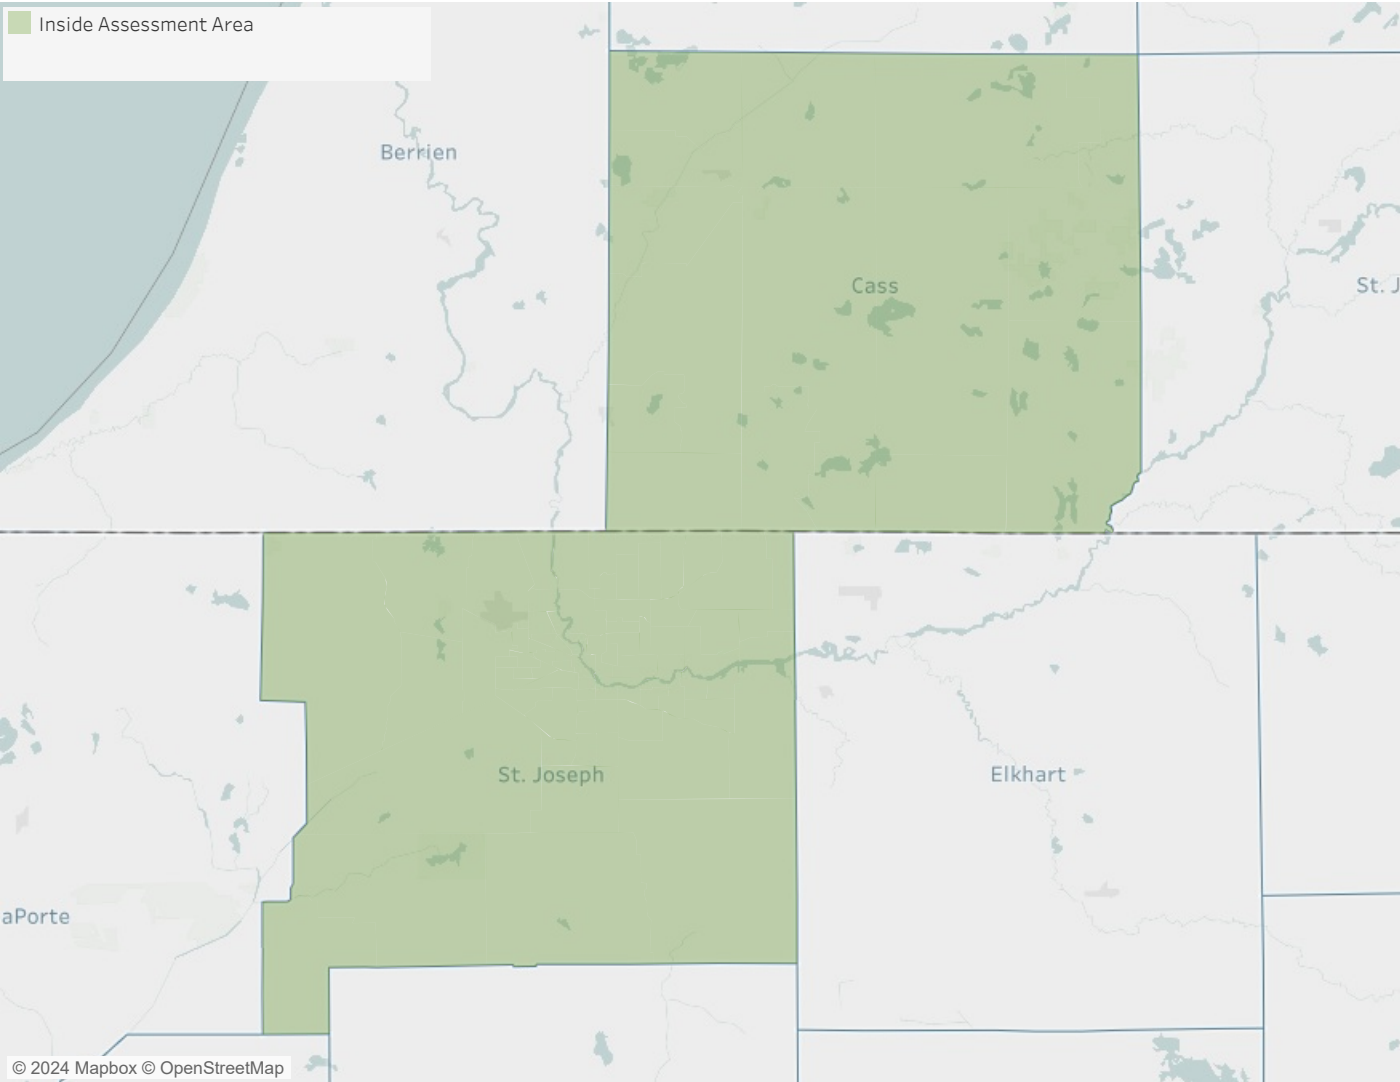 Inside Assessment Area
Berrien
Cass
St. J
St. Joseph
Elkhart
aPorte
© 2024 Mapbox © OpenStreetMap